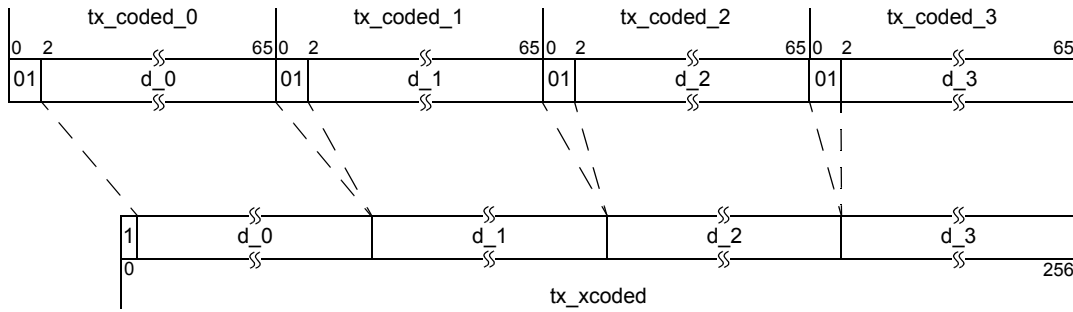 tx_coded_0 tx_coded_1 tx_coded_2 tx_coded_3
0 2 65 0 2 65 0 2 65 0 2 65
01 d_0 01 d_1 01 d_2 01 d_3
1 d_0 d_1 d_2 d_3
0 256
tx_xcoded